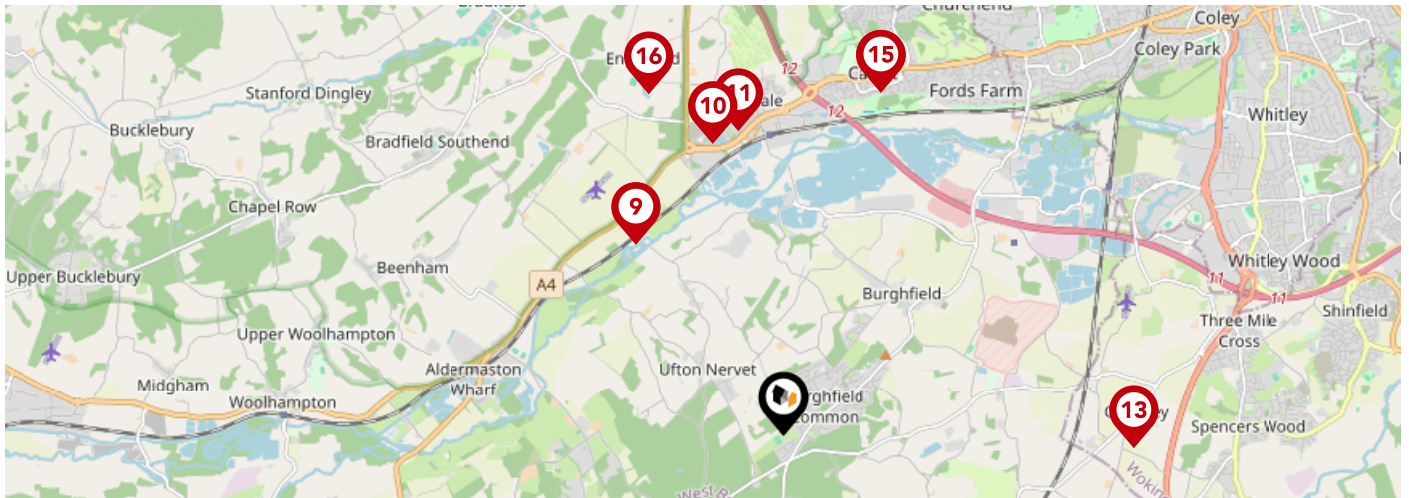 Coley
Coley Park
12
16
15
Stanford Dingley
11
10
Fords Farm
12
Whitley
Bucklebury
Bradfield Southend
Chapel Row
9
Upper Bucklebury
Beenham
A4
Whitley Wood
11
11
Burghfield
Shinfield
Three Mile
Cross
Upper Woolhampton
Aldermaston
Wharf
Ufton Nervet
Midgham
Woolhampton
13
Spencers Wood